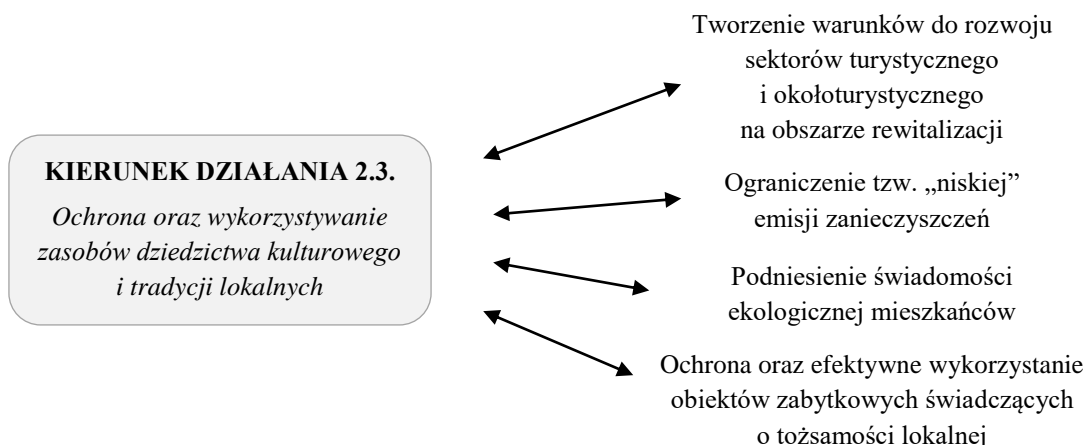 KIERUNEK DZIAŁANIA 2.3.
Ochrona oraz wykorzystywanie
zasobów dziedzictwa kulturowego
i tradycji lokalnych
Tworzenie warunków do rozwoju
sektorów turystycznego
i okołoturystycznego
na obszarze rewitalizacji
Ograniczenie tzw. „niskiej”
emisji zanieczyszczeń
Podniesienie świadomości
ekologicznej mieszkańców
Ochrona oraz efektywne wykorzystanie
obiektów zabytkowych świadczących
o tożsamości lokalnej